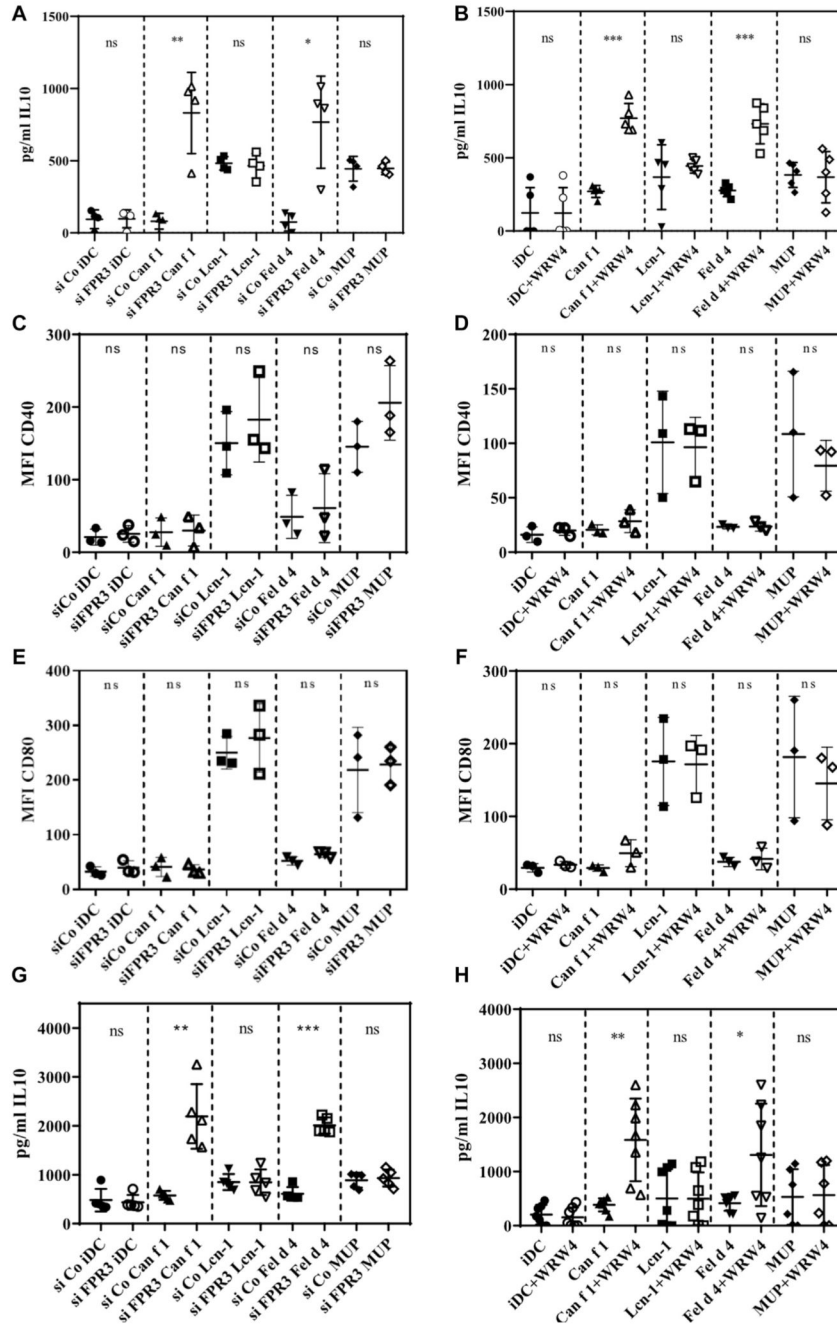 A
1500
1000
500
0
pg/ml IL10
ns
**
ns
*
ns
si Co iDC
si FPR3 iDC
si Co Can f 1
si FPR3 Can f 1
si Co Lcn-1
si FPR3 Lcn-1
si Co Fel d 4
si FPR3 Fel d 4
si Co MUP
si FPR3 MUP
B
1500
1000
500
0
pg/ml IL10
ns
***
ns
***
ns
iDC
iDC+WRW4
Can f 1
Can f 1+WRW4
Lcn-1
Lcn-1+WRW4
Fel d 4
Fel d 4+WRW4
MUP
MUP+WRW4
C
300
200
100
0
MFI CD40
ns
ns
ns
ns
ns
siCo iDC
siFPR3 iDC
siCo Can f 1
siFPR3 Can f 1
siCo Lcn-1
siFPR3 Lcn-1
siCo Fel d 4
siFPR3 Fel d 4
siCo MUP
siFPR3 MUP
D
200
150
100
50
0
MFI CD40
ns
ns
ns
ns
ns
iDC
iDC+WRW4
Can f 1
Can f 1+WRW4
Lcn-1
Lcn-1+WRW4
Fel d 4
Fel d 4+WRW4
MUP
MUP+WRW4
E
400
300
200
100
0
MFI CD80
ns
ns
ns
ns
ns
siCo iDC
siFPR3 iDC
siCo Can f 1
siFPR3 Can f 1
siCo Lcn-1
siFPR3 Lcn-1
siCo Fel d 4
siFPR3 Fel d 4
siCo MUP
siFPR3 MUP
F
300
200
100
0
MFI CD80
ns
ns
ns
ns
ns
iDC
iDC+WRW4
Can f 1
Can f 1+WRW4
Lcn-1
Lcn-1+WRW4
Fel d 4
Fel d 4+WRW4
MUP
MUP+WRW4
G
4000
3000
2000
1000
0
pg/ml IL10
ns
**
ns
***
ns
si Co iDC
si FPR3 iDC
si Co Can f 1
si FPR3 Can f 1
si Co Lcn-1
si FPR3 Lcn-1
si Co Fel d 4
si FPR3 Fel d 4
si Co MUP
si FPR3 MUP
H
4000
3000
2000
1000
0
pg/ml IL10
ns
**
ns
*
ns
iDC
iDC+WRW4
Can f 1
Can f 1+WRW4
Lcn-1
Lcn-1+WRW4
Fel d 4
Fel d 4+WRW4
MUP
MUP+WRW4